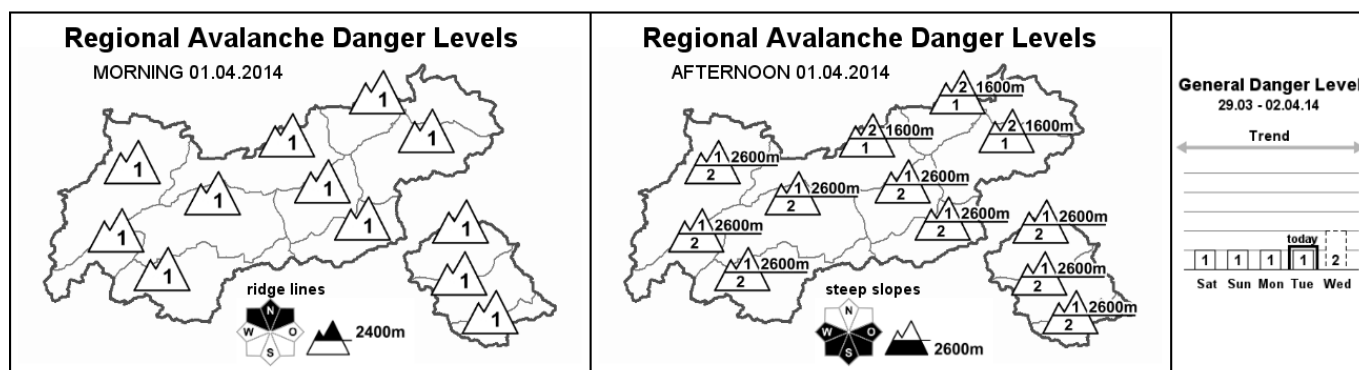 Regional Avalanche Danger Levels
MORNING 01.04.2014
1
1
1
1
1
1
1
1
1
1
1
1
ridge lines
N
W O
S
2400m
Regional Avalanche Danger Levels
AFTERNOON 01.04.2014
2 1600m
1
2 1600m
1
2 1600m
1
1 2600m
2
1 2600m
2
1 2600m
2
1 2600m
2
1 2600m
2
1 2600m
2
1 2600m
2
1 2600m
2
1 2600m
2
steep slopes
N
W O
S
2600m
General Danger Level
29.03 - 02.04.14
Trend
today
1 1 1 1 2
Sat Sun Mon Tue Wed